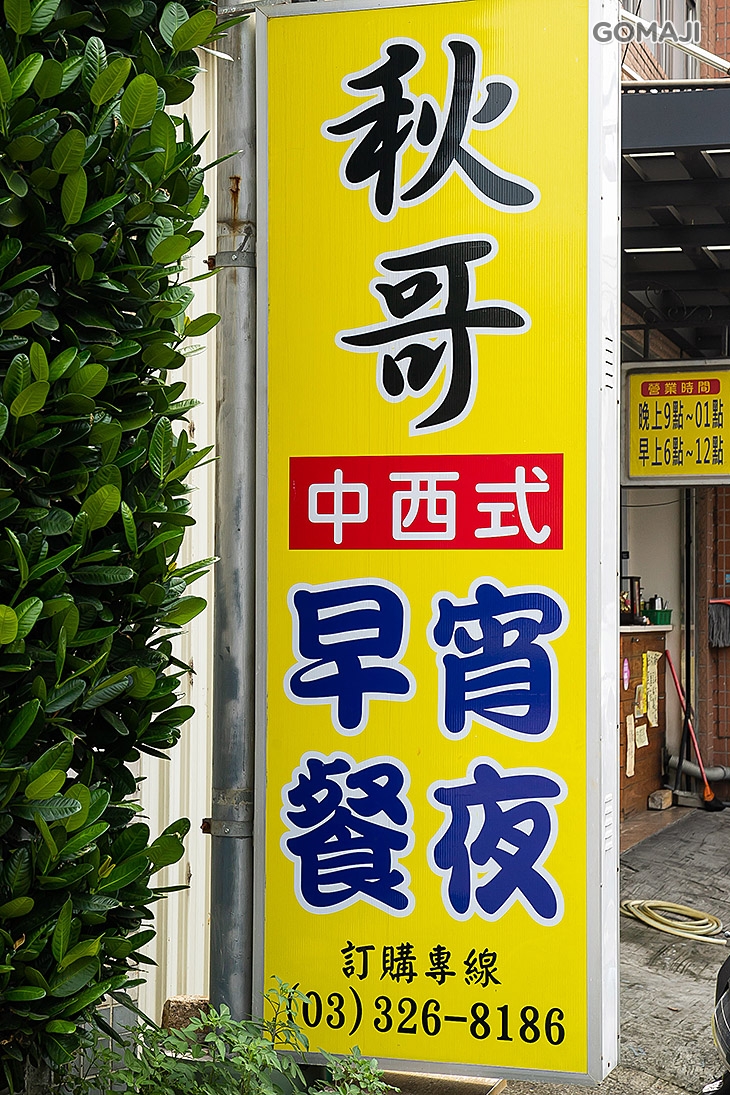 GOMAJI
秋哥
中西式
早餐
宵夜
訂購專線
(03)326-8186
營業時間
晚上9點~01點
早上6點~12點